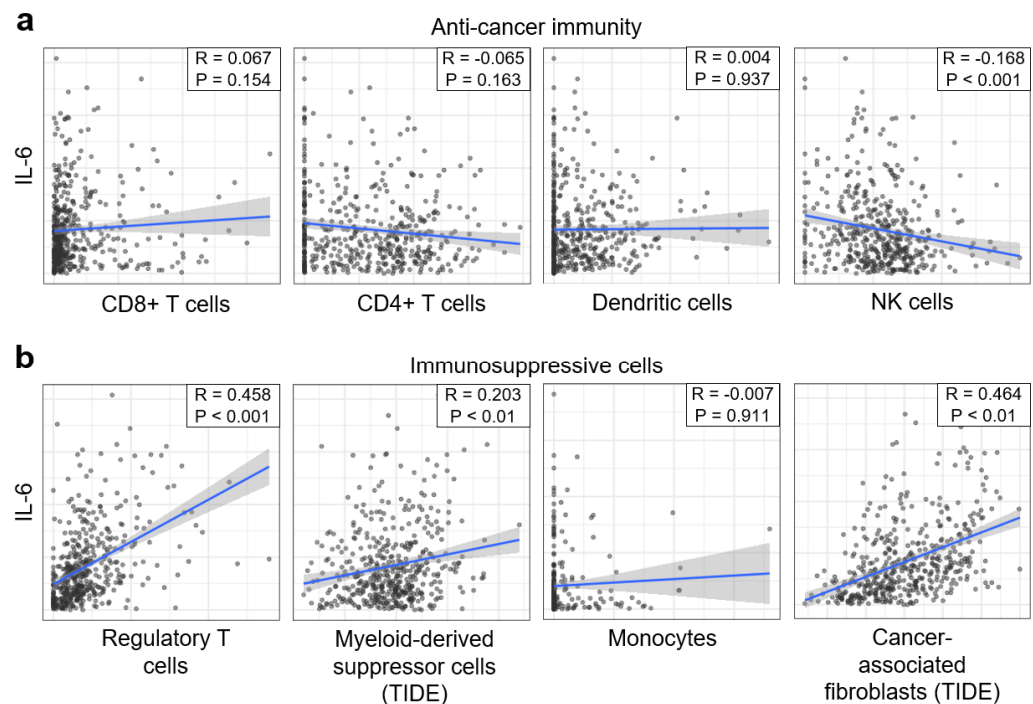 a
Anti-cancer immunity
R = 0.067
P = 0.154
R = -0.065
P = 0.163
R = 0.004
P = 0.937
R = -0.168
P < 0.001
IL-6
CD8+ T cells
CD4+ T cells
Dendritic cells
NK cells
b
Immunosuppressive cells
R = 0.458
P < 0.001
R = 0.203
P < 0.01
R = -0.007
P = 0.911
R = 0.464
P < 0.01
IL-6
Regulatory T
cells
Myeloid-derived
suppressor cells
(TIDE)
Monocytes
Cancer-
associated
fibroblasts (TIDE)